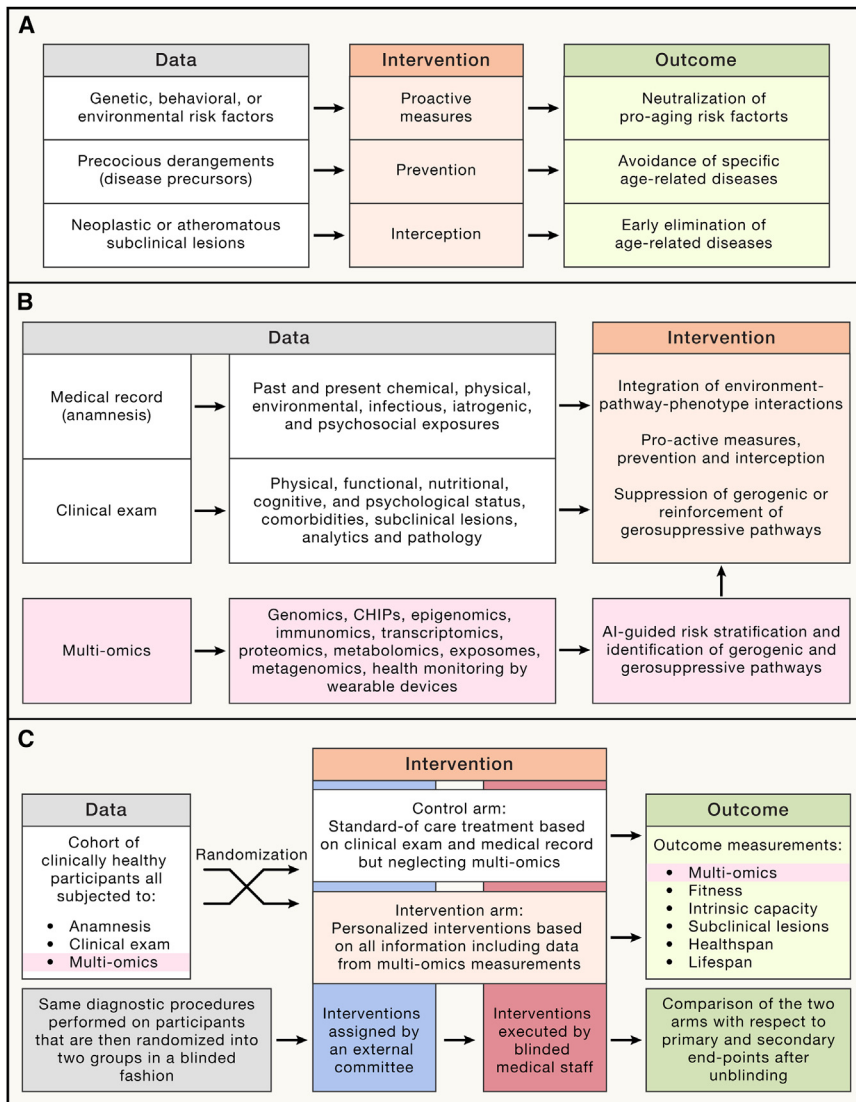 A
Data
Intervention
Outcome
Genetic, behavioral, or
environmental risk factors
Proactive
measures
Neutralization of
pro-aging risk factorts
Precocious derangements
(disease precursors)
Prevention
Avoidance of specific
age-related diseases
Neoplastic or atheromatous
subclinical lesions
Interception
Early elimination of
age-related diseases
B
Data
Intervention
Medical record
(anamnesis)
Past and present chemical, physical,
environmental, infectious, iatrogenic,
and psychosocial exposures
Clinical exam
Physical, functional, nutritional,
cognitive, and psychological status,
comorbidities, subclinical lesions,
analytics and pathology
Integration of environment-
pathway-phenotype interactions
Pro-active measures,
prevention and interception
Suppression of gerogenic or
reinforcement of
gerosuppressive pathways
Multi-omics
Genomics, CHIPs, epigenomics,
immunomics, transcriptomics,
proteomics, metabolomics, exposomes,
metagenomics, health monitoring by
wearable devices
AI-guided risk stratification and
identification of gerogenic and
gerosuppressive pathways
C
Data
Cohort of
clinically healthy
participants all
subjected to:
• Anamnesis
• Clinical exam
• Multi-omics
Randomization
Intervention
Control arm:
Standard-of care treatment based
on clinical exam and medical record
but neglecting multi-omics
Intervention arm:
Personalized interventions based
on all information including data
from multi-omics measurements
Outcome
Outcome measurements:
• Multi-omics
• Fitness
• Intrinsic capacity
• Subclinical lesions
• Healthspan
• Lifespan
Same diagnostic procedures
performed on participants
that are then randomized into
two groups in a blinded
fashion
Interventions
assigned by
an external
committee
Interventions
executed by
blinded
medical staff
Comparison of the two
arms with respect to
primary and secondary
end-points after
unblinding